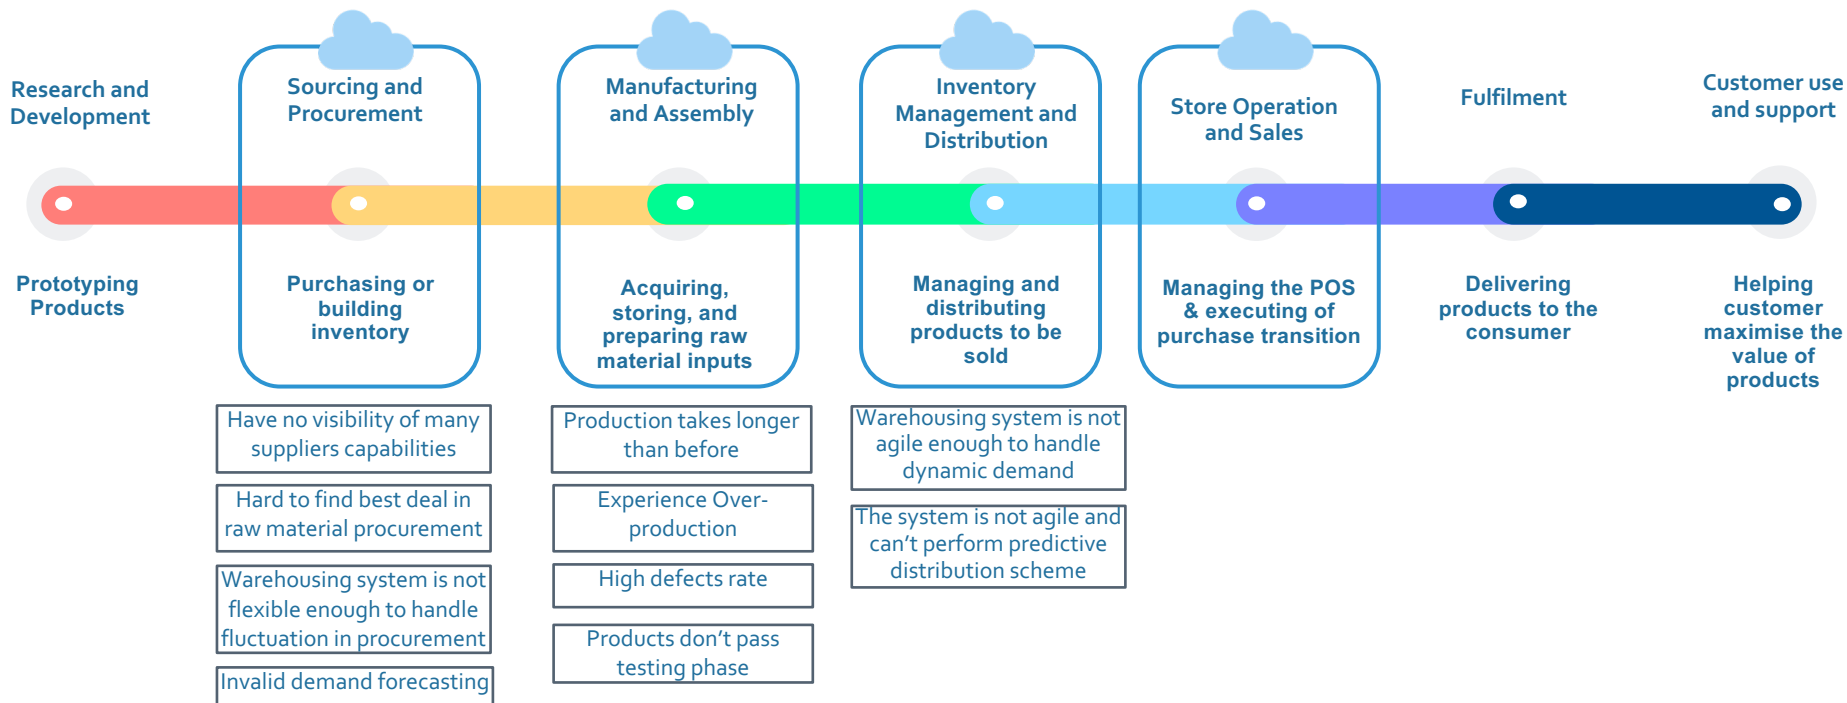 Research and
Development
Sourcing and
Procurement
Manufacturing
and Assembly
Inventory
Management and
Distribution
Store Operation
and Sales
Fulfilment
Customer use
and support
Prototyping
Products
Purchasing or
building
inventory
Acquiring,
storing, and
preparing raw
material inputs
Managing and
distributing
products to be
sold
Managing the POS
& executing of
purchase transition
Delivering
products to the
consumer
Helping
customer
maximise the
value of
products
Have no visibility of many
suppliers capabilities
Hard to find best deal in
raw material procurement
Warehousing system is not
flexible enough to handle
fluctuation in procurement
Invalid demand forecasting
Production takes longer
than before
Experience Over-
production
High defects rate
Products don't pass
testing phase
Warehousing system is not
agile enough to handle
dynamic demand
The system is not agile and
can't perform predictive
distribution scheme